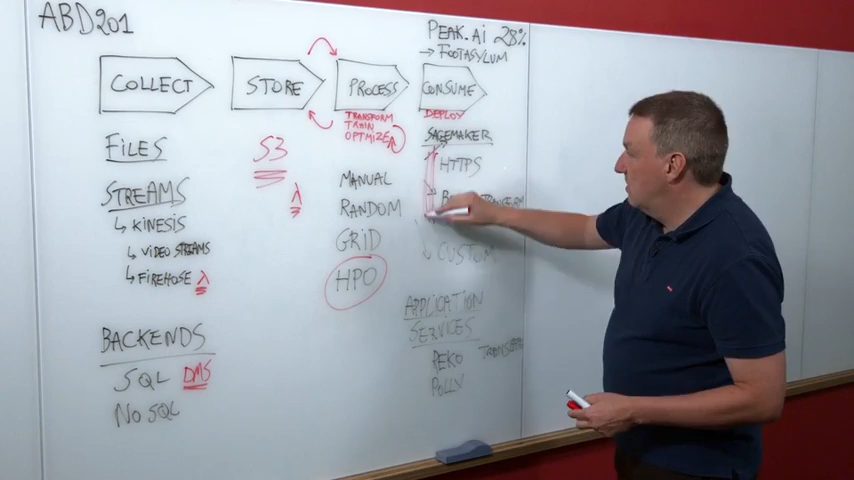 ABD201
PEAK.AI 28%
→ FOOTASYLUM
COLLECT
STORE
PROCESS
CONSUME
FILES
STREAMS
↳ KINESIS
↳ VIDEO STREAMS
↳ FIREHOSE λ
BACKENDS
SQL DMS
NO SQL
S3
λ
TRANSFORM
TRAIN
OPTIMIZE
MANUAL
RANDOM
GRID
HPO
DEPLOY
SAGEMAKER
HTTPS
↳ CUSTOM
APPLICATION
SERVICES
REKO
POLLY